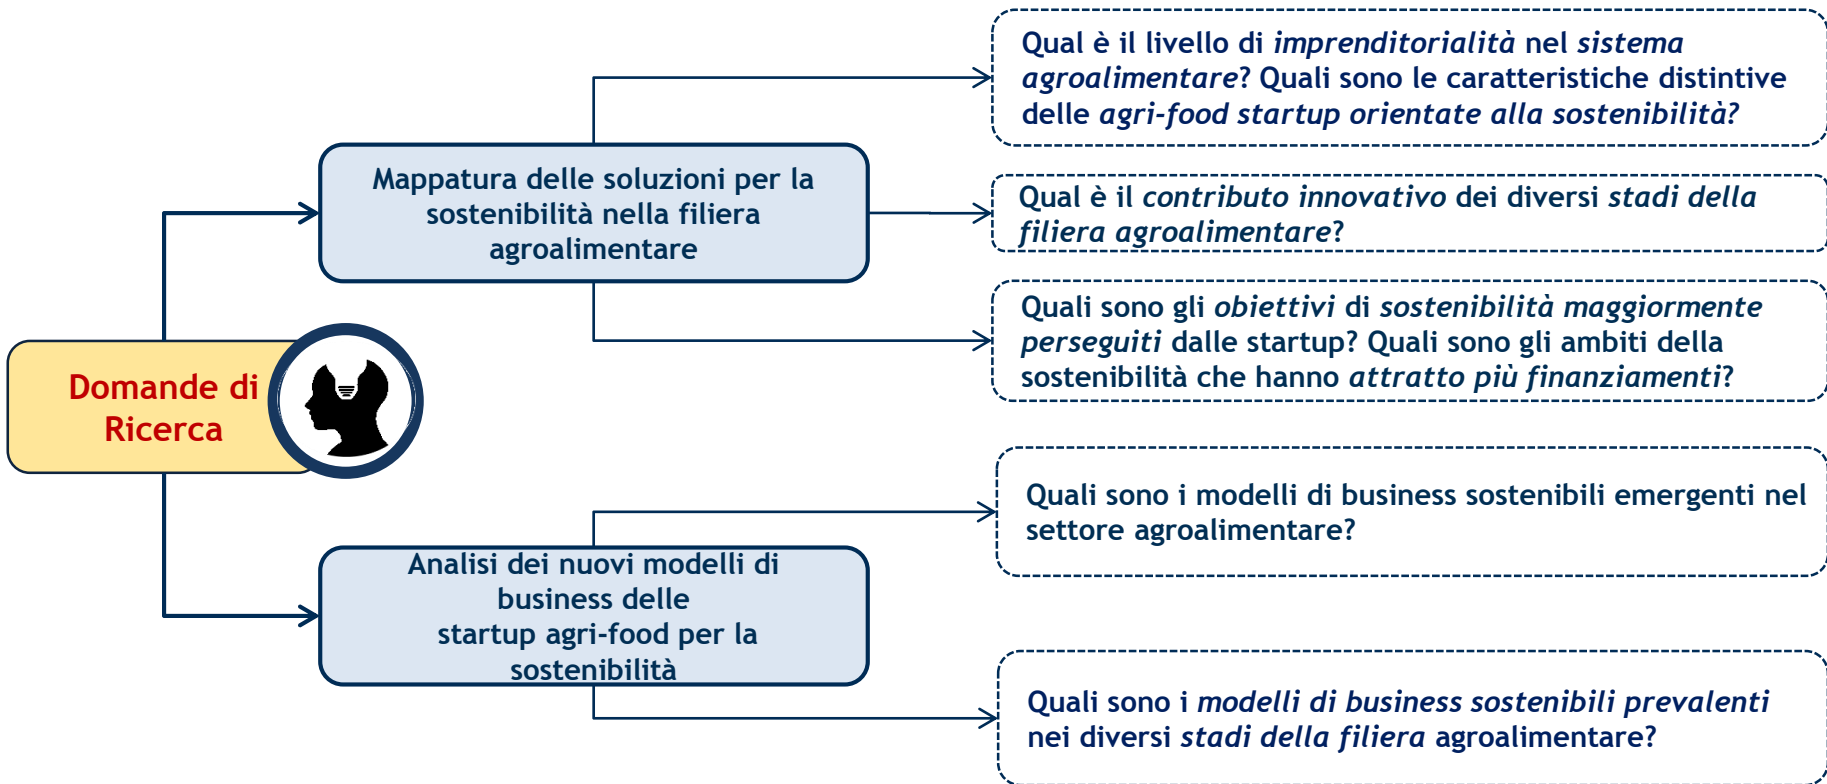 Domande di
Ricerca
Mappatura delle soluzioni per la
sostenibilità nella filiera
agroalimentare
Qual è il livello di imprenditorialità nel sistema
agroalimentare? Quali sono le caratteristiche distintive
delle agri-food startup orientate alla sostenibilità?
Qual è il contributo innovativo dei diversi stadi della
filiera agroalimentare?
Quali sono gli obiettivi di sostenibilità maggiormente
perseguiti dalle startup? Quali sono gli ambiti della
sostenibilità che hanno attratto più finanziamenti?
Analisi dei nuovi modelli di
business delle
startup agri-food per la
sostenibilità
Quali sono i modelli di business sostenibili emergenti nel
settore agroalimentare?
Quali sono i modelli di business sostenibili prevalenti
nei diversi stadi della filiera agroalimentare?